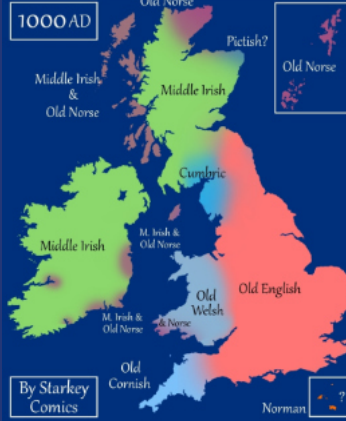 Old Norse
1000 AD
Pictish?
Old Norse
Middle Irish
&
Old Norse
Middle Irish
Cumbric
M. Irish &
Old Norse
Middle Irish
Old
Welsh
Old English
M. Irish &
Old Norse
& Norse
Old
Cornish
By Starkey
Comics
Norman
?